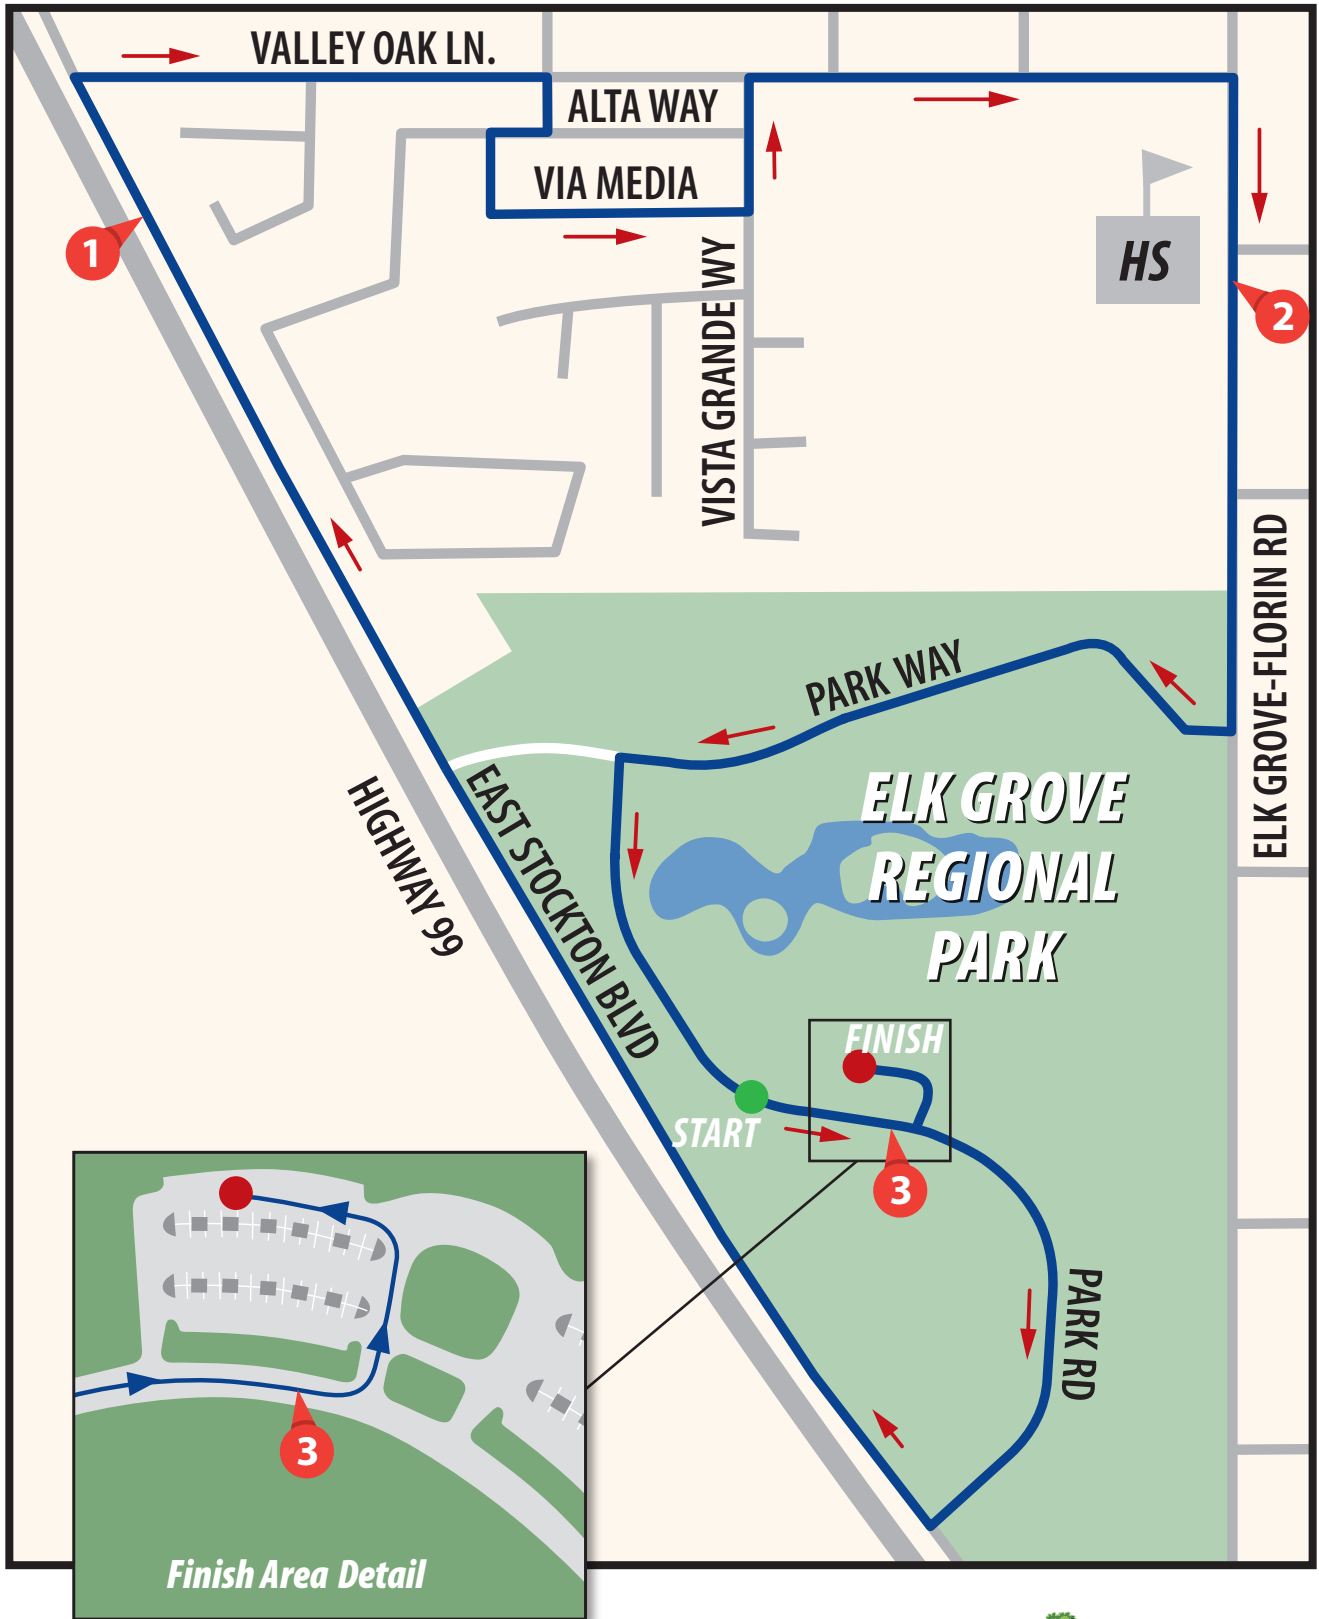 VALLEY OAK LN.
ALTA WAY
VIA MEDIA
1
HS
2
VISTA GRANDE WY
ELK GROVE-FLORIN RD
PARK WAY
HIGHWAY 99
EAST STOCKTON BLVD
ELK GROVE
REGIONAL
PARK
FINISH
START
3
PARK RD
3
Finish Area Detail